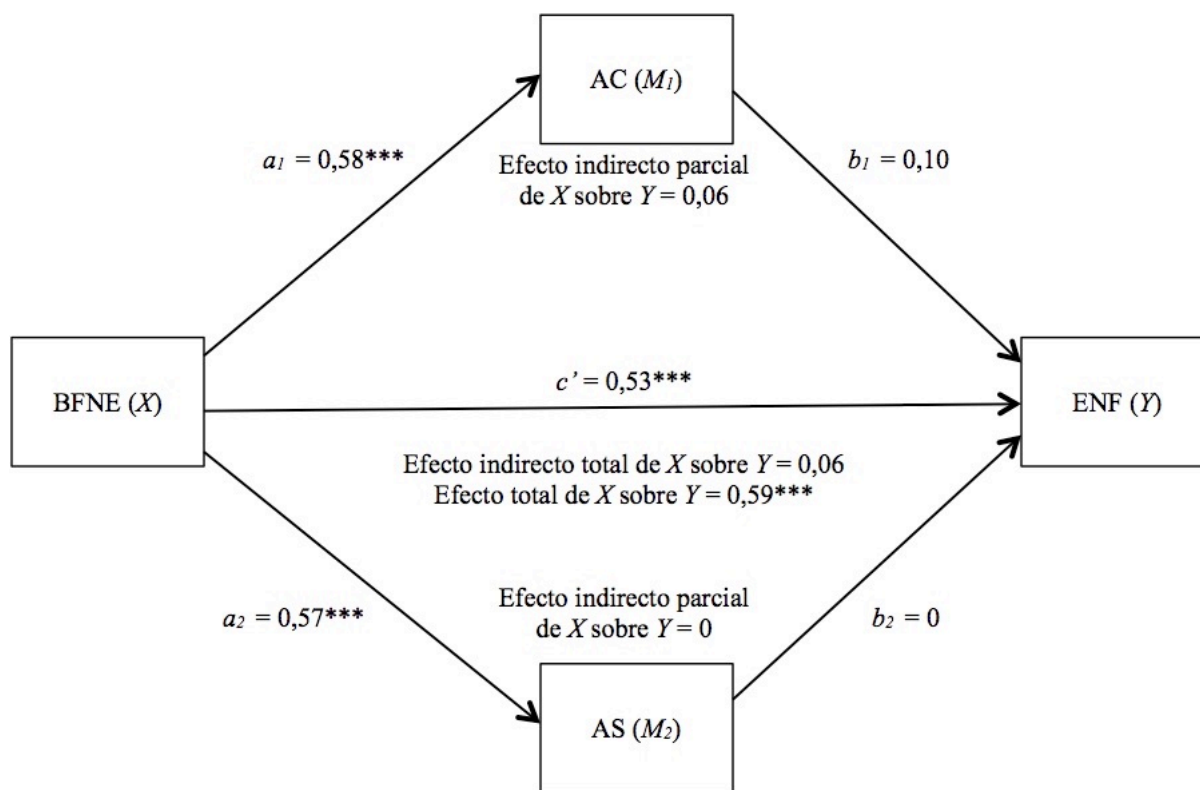 AC (M1)
a1 = 0,58***
b1 = 0,10
Efecto indirecto parcial
de X sobre Y = 0,06
BFNE (X)
c’ = 0,53***
ENF (Y)
Efecto indirecto total de X sobre Y = 0,06
Efecto total de X sobre Y = 0,59***
a2 = 0,57***
Efecto indirecto parcial
de X sobre Y = 0
b2 = 0
AS (M2)